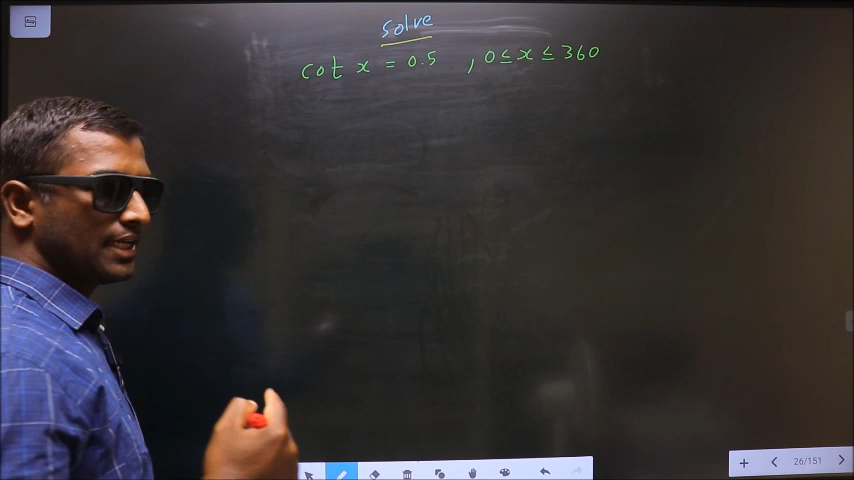 solve
cot x = 0.5 , 0 ≤ x ≤ 360
26/151